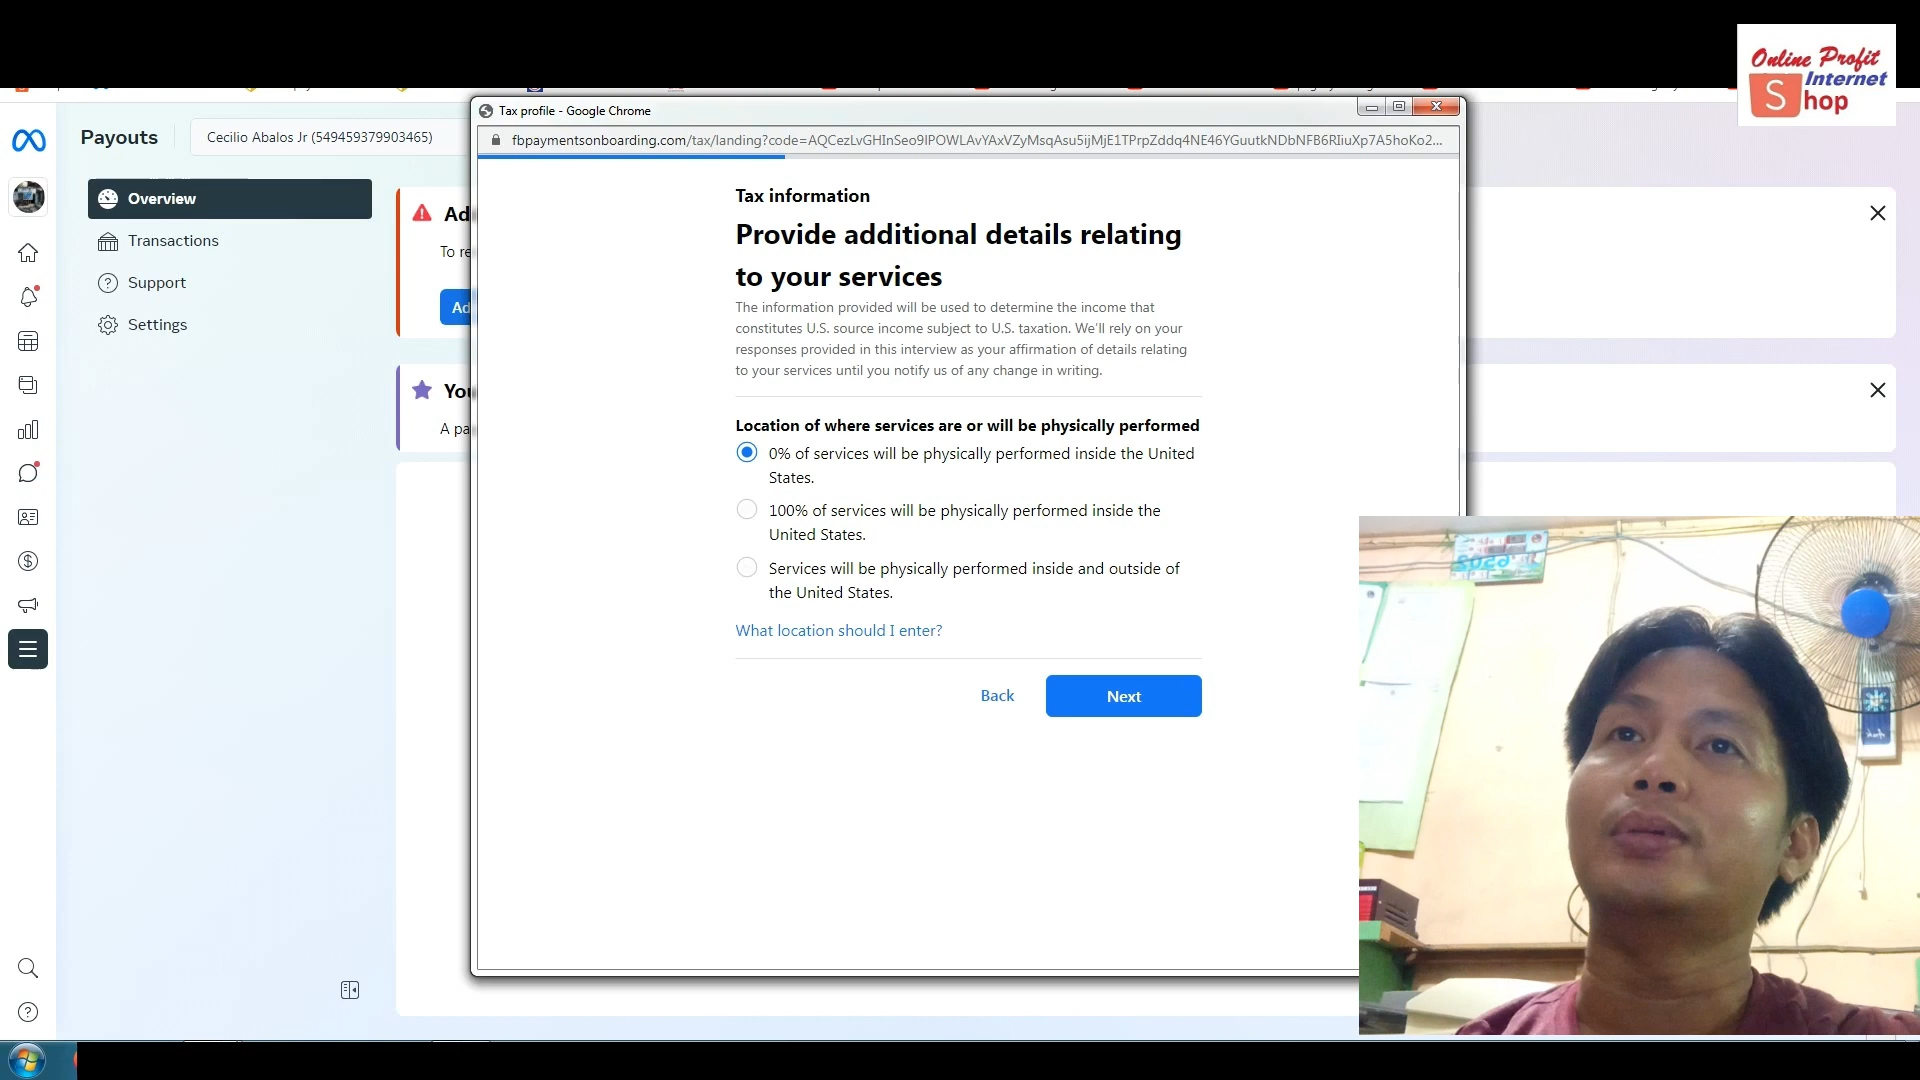 Online Profit
Internet
S hop
Tax profile - Google Chrome
fbpaymentsonboarding.com/tax/landing?code=AQCezLvGHInSeo9IPOWLAvYAxVZyMsqAsu5ijMjE1TPrpZddq4NE46YGuutkNDbNFB6RIiuXp7A5hoKo2...
Payouts
Cecilio Abalos Jr (549459379903465)
Overview
Transactions
Support
Settings
Ad
To re
Ad
You
A pa
Tax information
Provide additional details relating
to your services
The information provided will be used to determine the income that
constitutes U.S. source income subject to U.S. taxation. We'll rely on your
responses provided in this interview as your affirmation of details relating
to your services until you notify us of any change in writing.
Location of where services are or will be physically performed
0% of services will be physically performed inside the United
States.
100% of services will be physically performed inside the
United States.
Services will be physically performed inside and outside of
the United States.
What location should I enter?
Back
Next